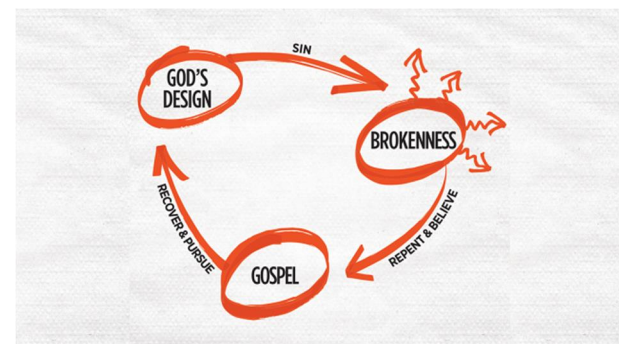 SIN
GOD'S
DESIGN
BROKENNESS
REPENT & BELIEVE
GOSPEL
RECOVER & PURSUE